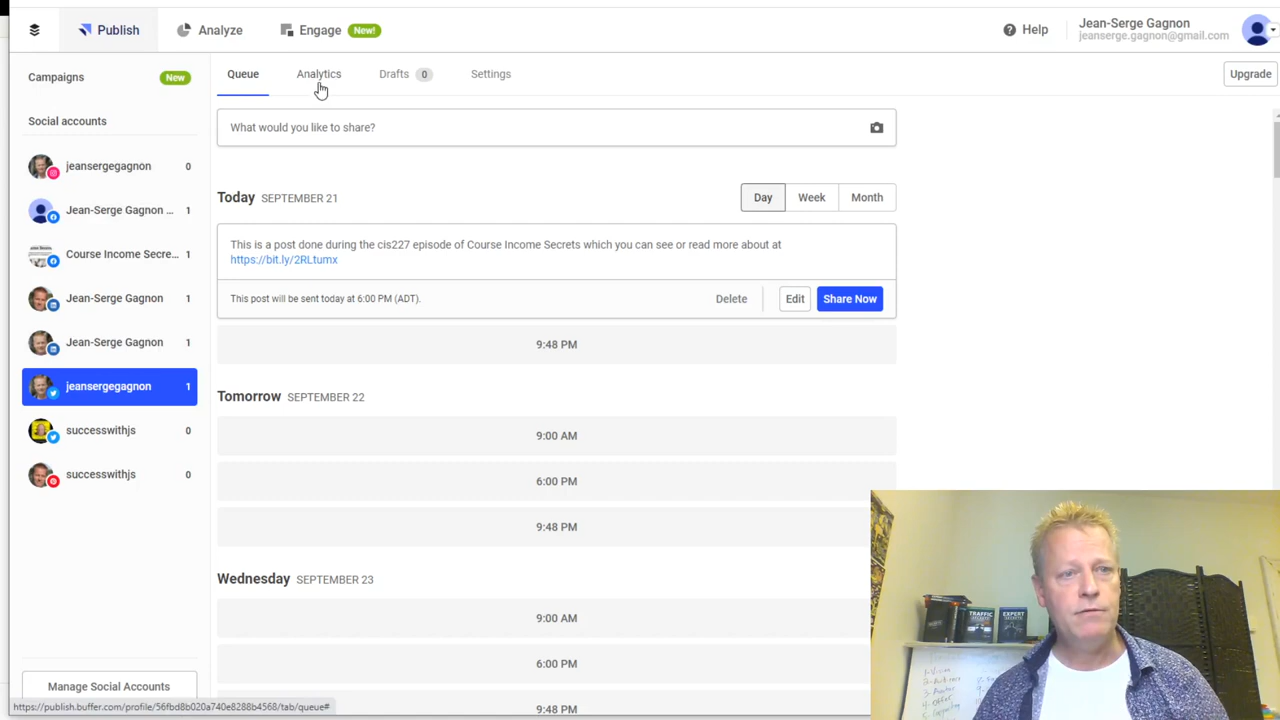 Publish
Analyze
Engage New!
Help
Jean-Serge Gagnon
jeanserge.gagnon@gmail.com
Campaigns New
Queue
Analytics
Drafts 0
Settings
Upgrade
Social accounts
jeansergegagnon 0
Jean-Serge Gagnon ... 1
Course Income Secre... 1
Jean-Serge Gagnon 1
Jean-Serge Gagnon 1
jeansergegagnon 1
successwithjs 0
successwithjs 0
Manage Social Accounts
What would you like to share?
Today SEPTEMBER 21
Day Week Month
This is a post done during the cis227 episode of Course Income Secrets which you can see or read more about at
https://bit.ly/2RLtumx
This post will be sent today at 6:00 PM (ADT).
Delete Edit Share Now
9:48 PM
Tomorrow SEPTEMBER 22
9:00 AM
6:00 PM
9:48 PM
Wednesday SEPTEMBER 23
9:00 AM
6:00 PM
9:48 PM
https://publish.buffer.com/profile/56fbd8b020a740e8288b4568/tab/queue#
TRAFFIC
SECRETS
EXPERT
SECRETS